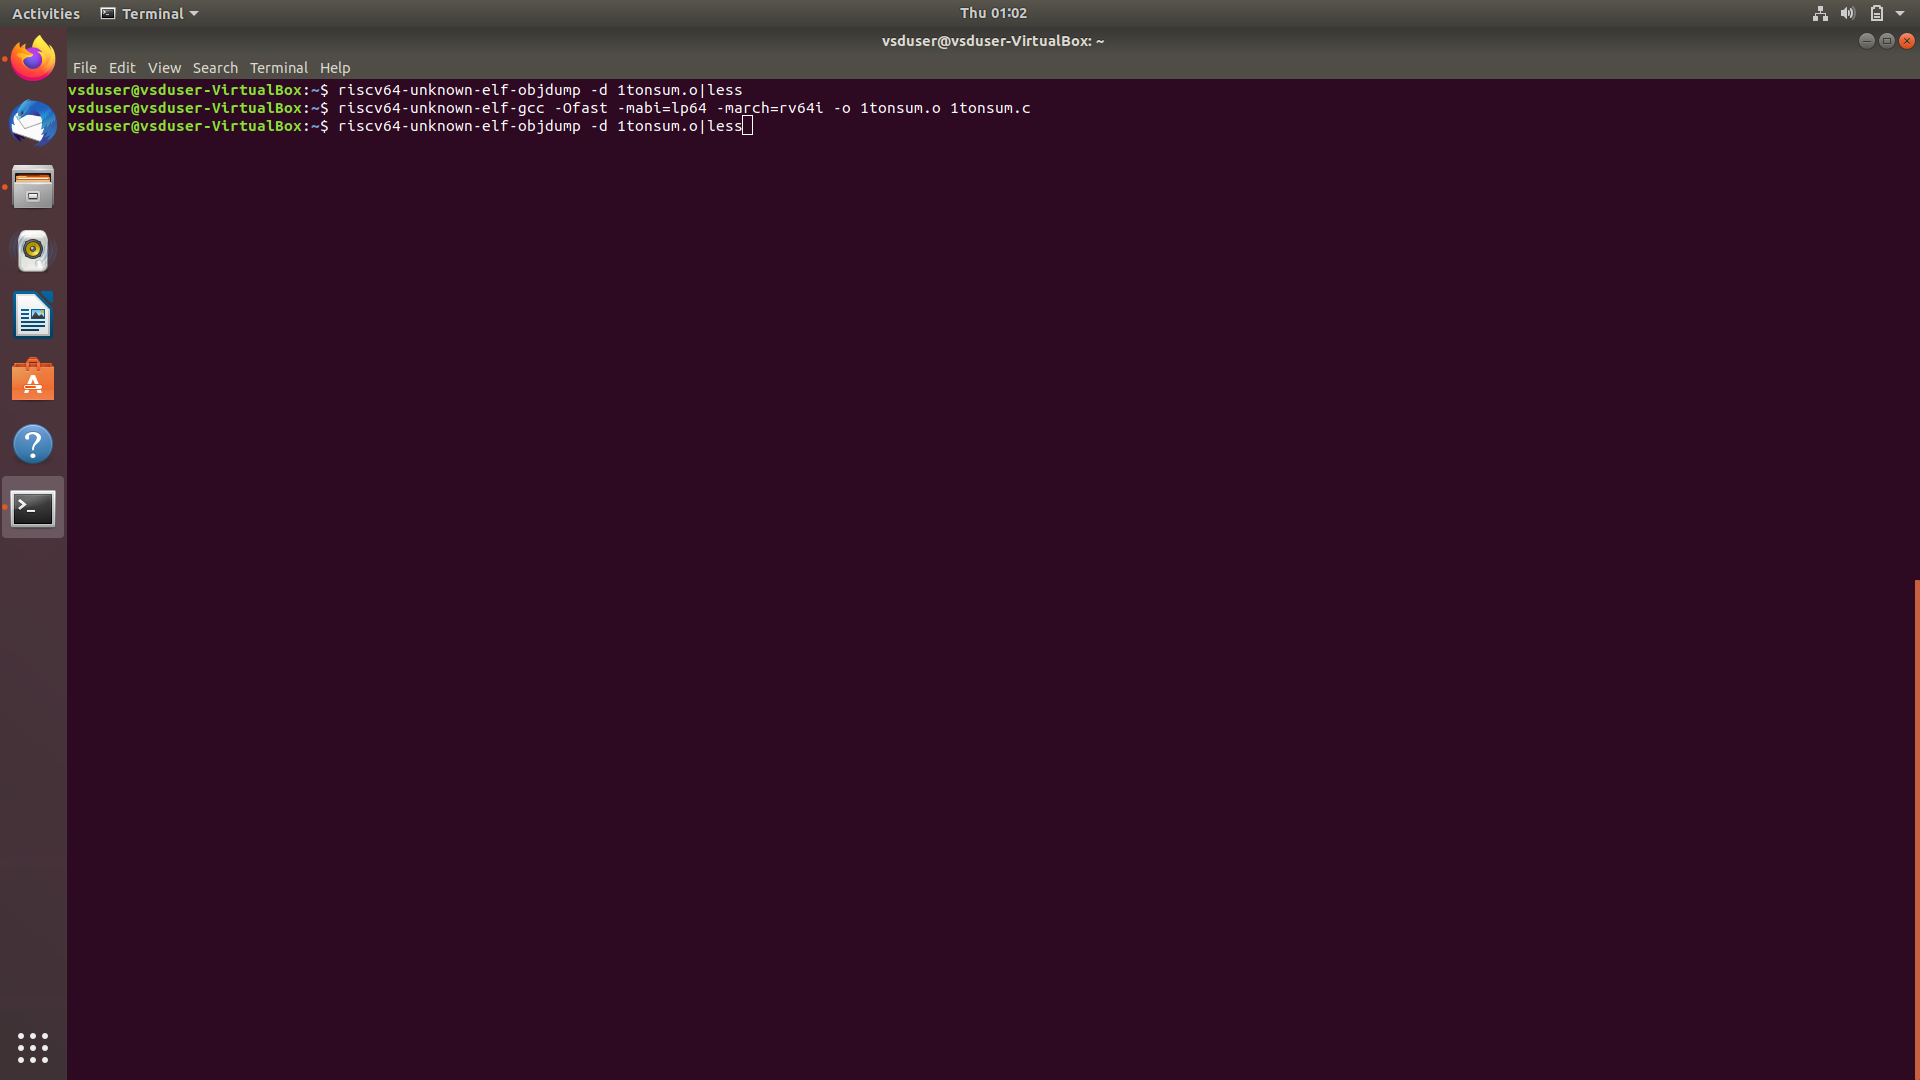 Activities Terminal Thu 01:02
vsduser@vsduser-VirtualBox: ~
File Edit View Search Terminal Help
vsduser@vsduser-VirtualBox:~$ riscv64-unknown-elf-objdump -d 1tonsum.o|less
vsduser@vsduser-VirtualBox:~$ riscv64-unknown-elf-gcc -Ofast -mabi=lp64 -march=rv64i -o 1tonsum.o 1tonsum.c
vsduser@vsduser-VirtualBox:~$ riscv64-unknown-elf-objdump -d 1tonsum.o|less